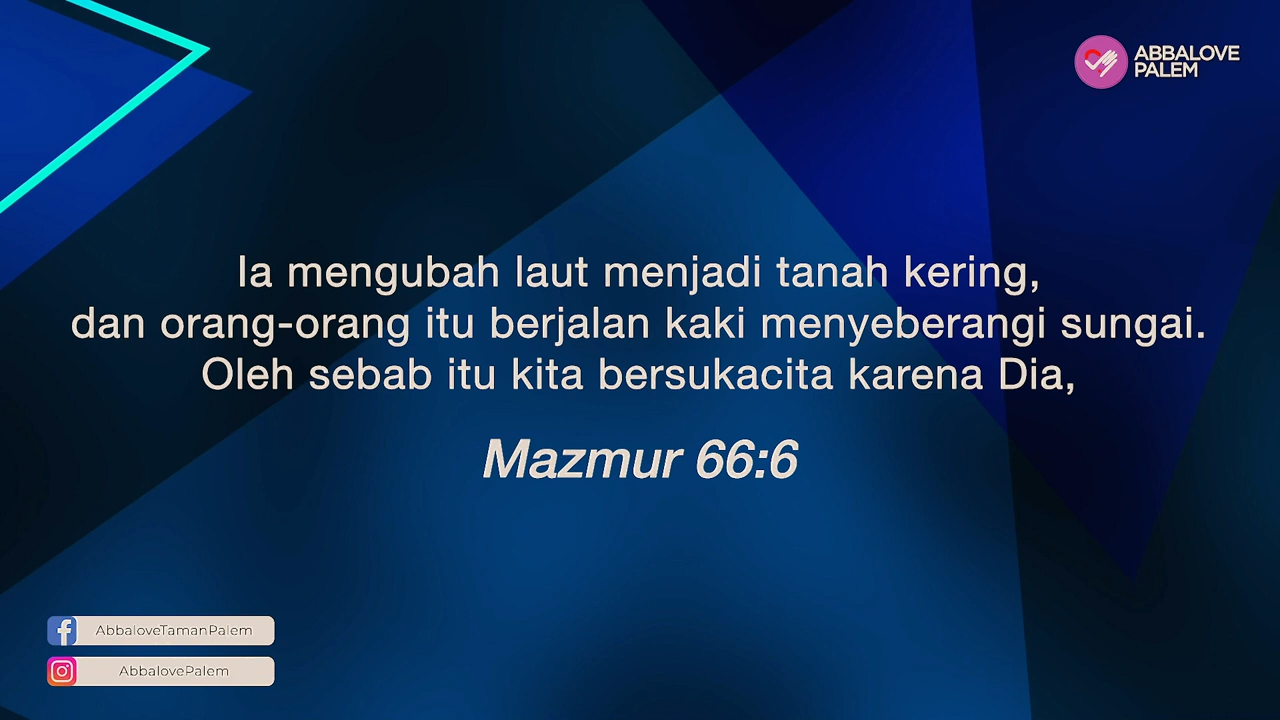 ABBALOVE
PALEM
Ia mengubah laut menjadi tanah kering,
dan orang-orang itu berjalan kaki menyeberangi sungai.
Oleh sebab itu kita bersukacita karena Dia,
Mazmur 66:6
AbbaloveTamanPalem
AbbalovePalem